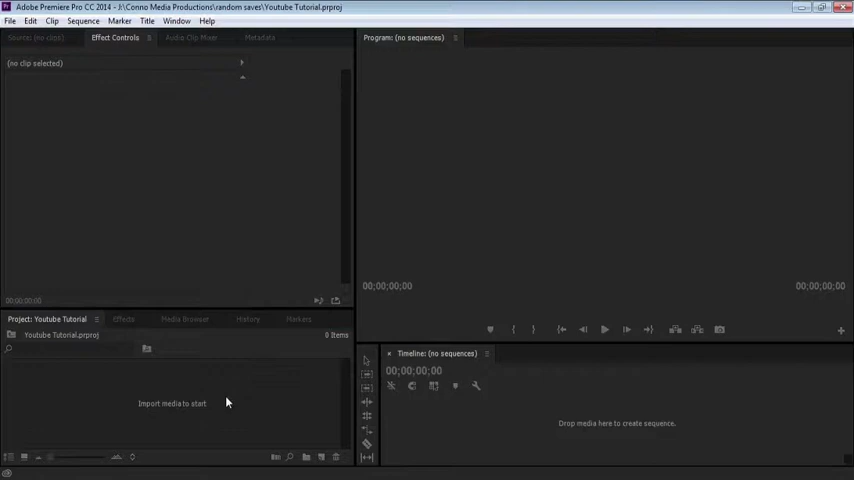 Adobe Premiere Pro CC 2014 - J:\Conno Media Productions\random saves\Youtube Tutorial.prproj
File Edit Clip Sequence Marker Title Window Help
Source: (no clips) Effect Controls Audio Clip Mixer Metadata
Program: (no sequences)
(no clip selected)
00;00;00;00
00;00;00;00
00:00:00:00
Project: Youtube Tutorial Effects Media Browser History Markers
Youtube Tutorial.prproj
0 Items
Import media to start
Timeline: (no sequences)
00;00;00;00
Drop media here to create sequence.